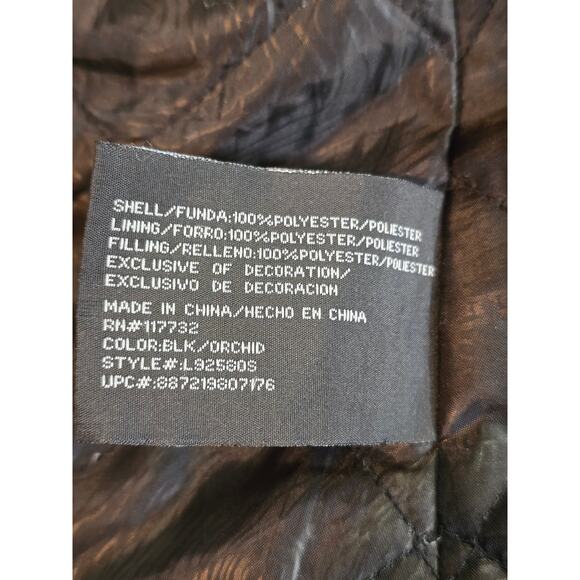 SHELL/FUNDA:100%POLYESTER/POLIESTER
LINING/FORRO:100%POLYESTER/POLIESTER
FILLING/RELLENO:100%POLYESTER/POLIESTER
EXCLUSIVE OF DECORATION/
EXCLUSIVO DE DECORACION
MADE IN CHINA/HECHO EN CHINA
RN#117732
COLOR:BLK/ORCHID
STYLE#:L92580S
UPC#:887219807176